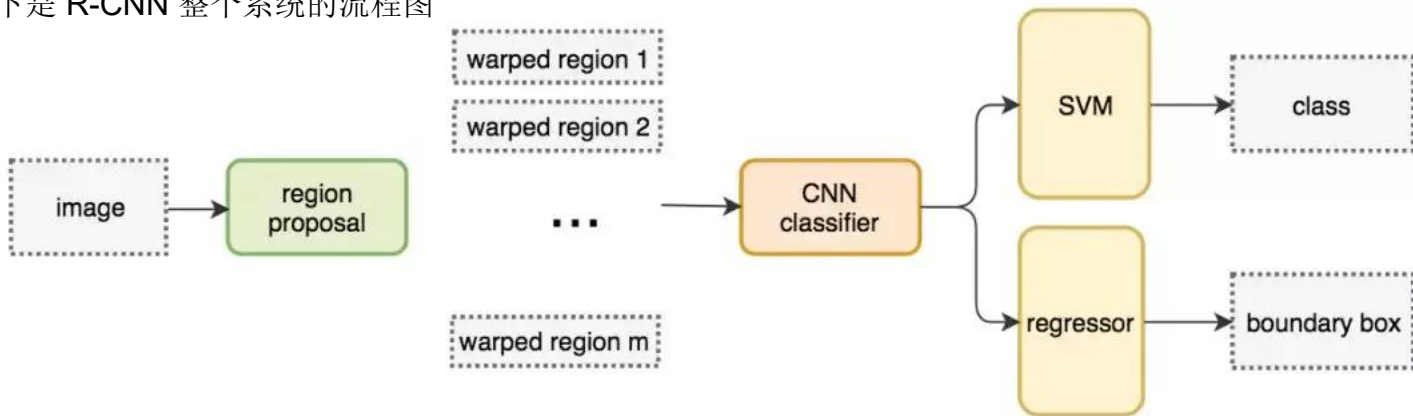 下是 R-CNN 整个系统的流程图
warped region 1
warped region 2
image
region
proposal
...
warped region m
CNN
classifier
SVM
class
regressor
boundary box